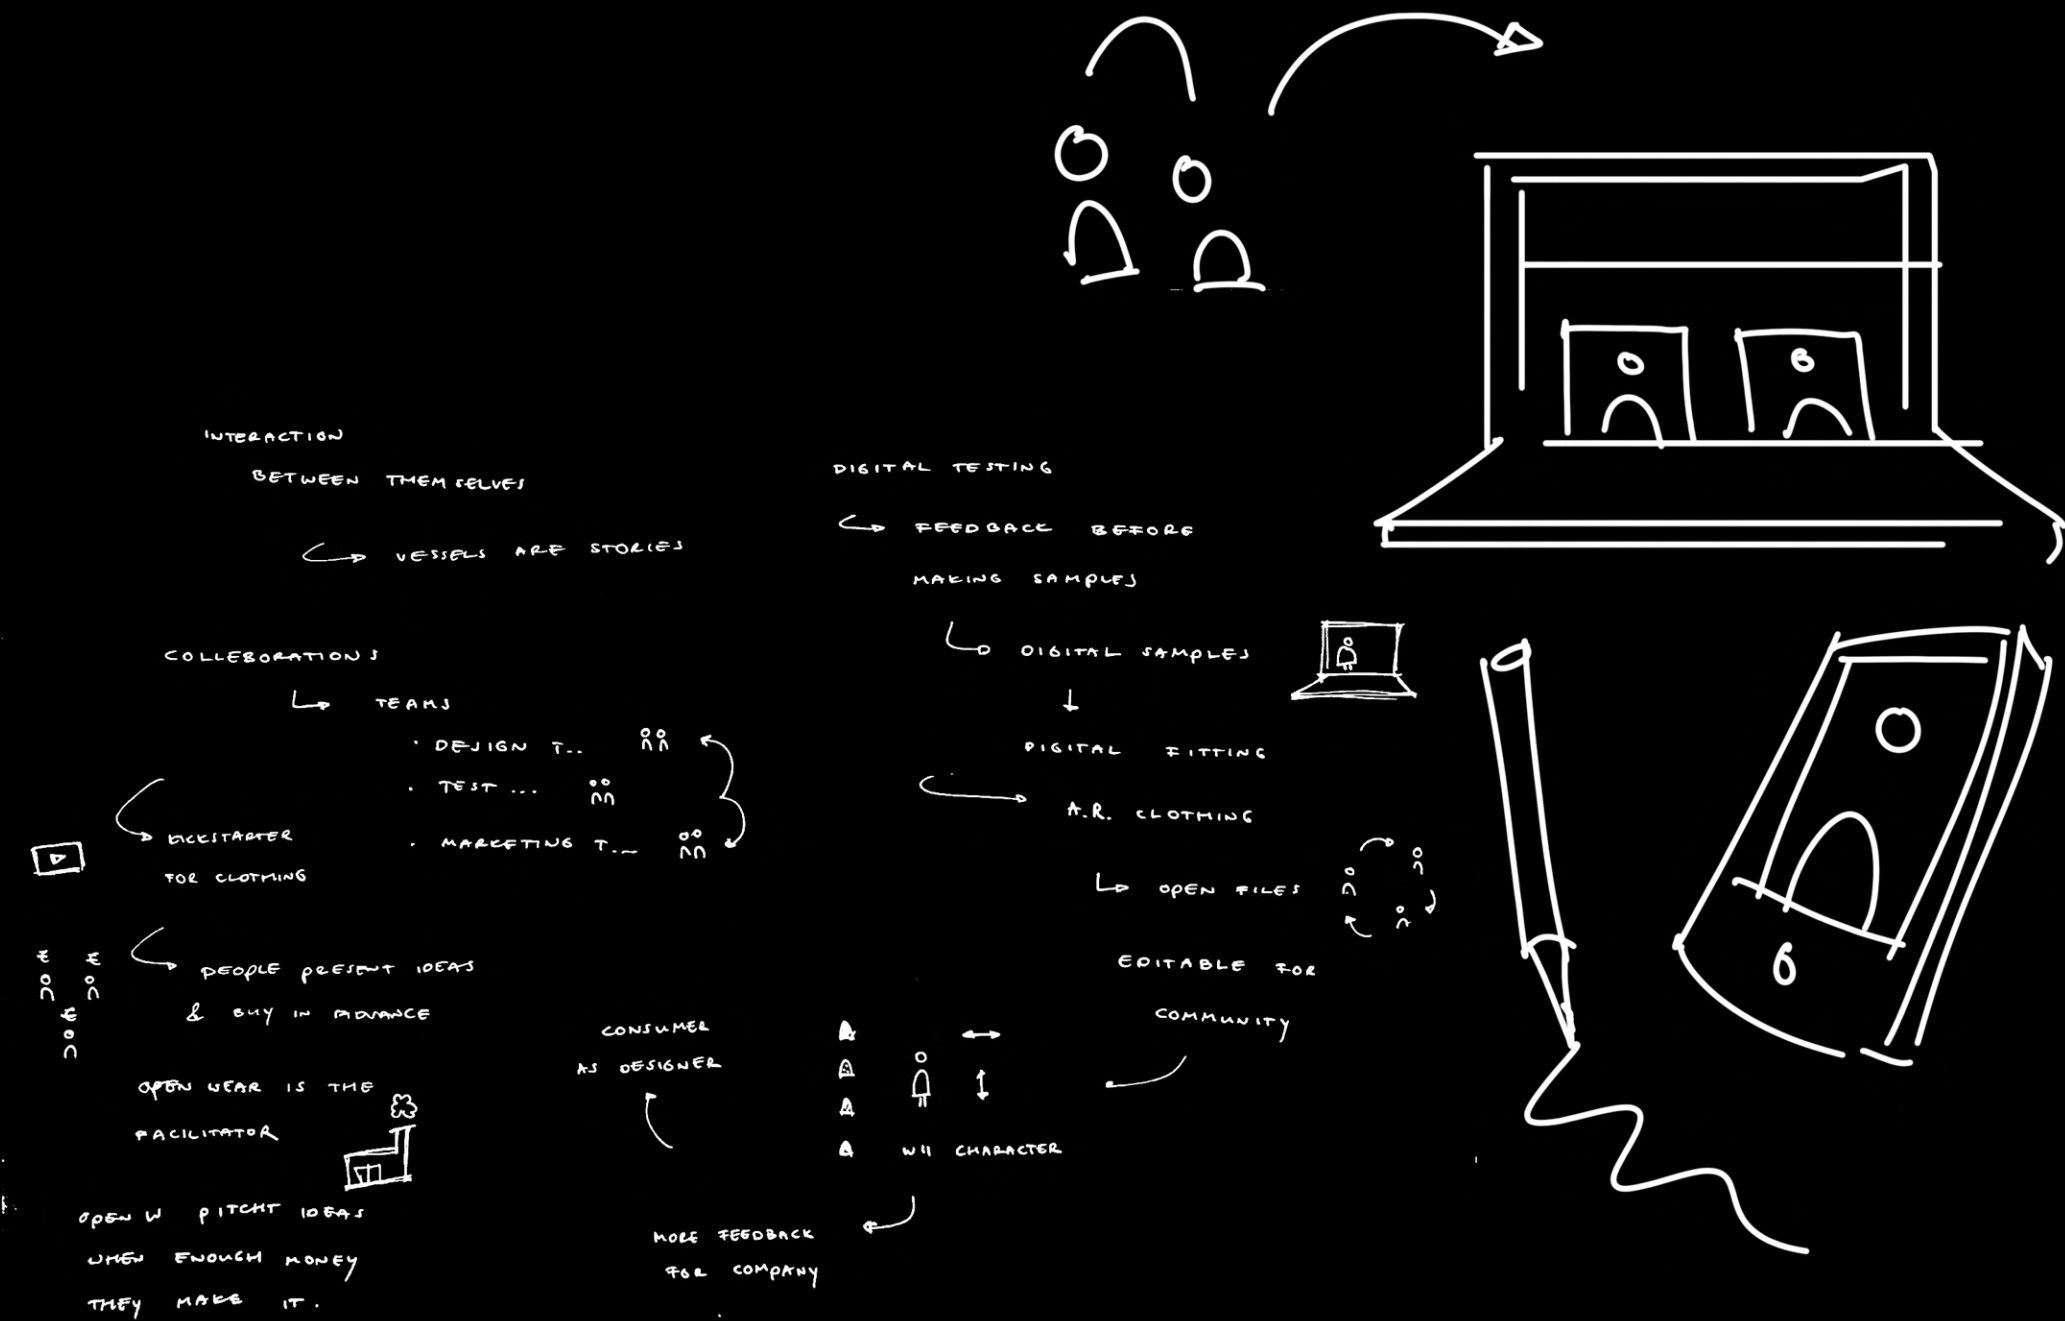 INTERACTION
BETWEEN THEMSELVES
VESSELS ARE STORIES
COLLEBORATIONS
TEAMS
· DESIGN T..
· TEST ...
· MARKETING T...
KICKSTARTER
FOR CLOTHING
PEOPLE PRESENT IDEAS
& BUY IN ADVANCE
OPEN WEAR IS THE
FACILITATOR
OPEN W PITCHT IDEAS
WHEN ENOUGH MONEY
THEY MAKE IT.
DIGITAL TESTING
FEEDBACK BEFORE
MAKING SAMPLES
DIGITAL SAMPLES
DIGITAL FITTING
A.R. CLOTHING
OPEN FILES
EDITABLE FOR
COMMUNITY
WII CHARACTER
CONSUMER
AS DESIGNER
MORE FEEDBACK
FOR COMPANY